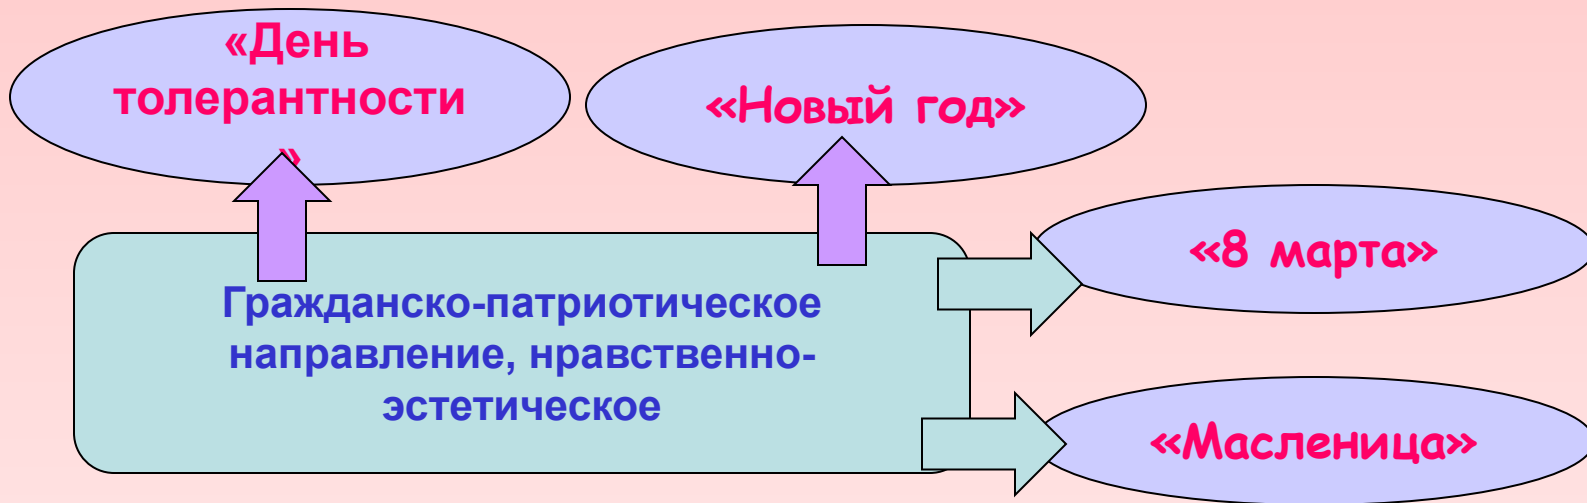 «День
толерантности
»
«Новый год»
«8 марта»
Гражданско-патриотическое
направление, нравственно-
эстетическое
«Масленица»